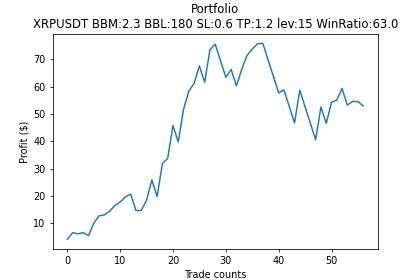 Portfolio
XRPUSDT BBM:2.3 BBL:180 SL:0.6 TP:1.2 lev:15 WinRatio:63.0
70
60
50
40
30
20
10
Profit ($)
0 10 20 30 40 50
Trade counts